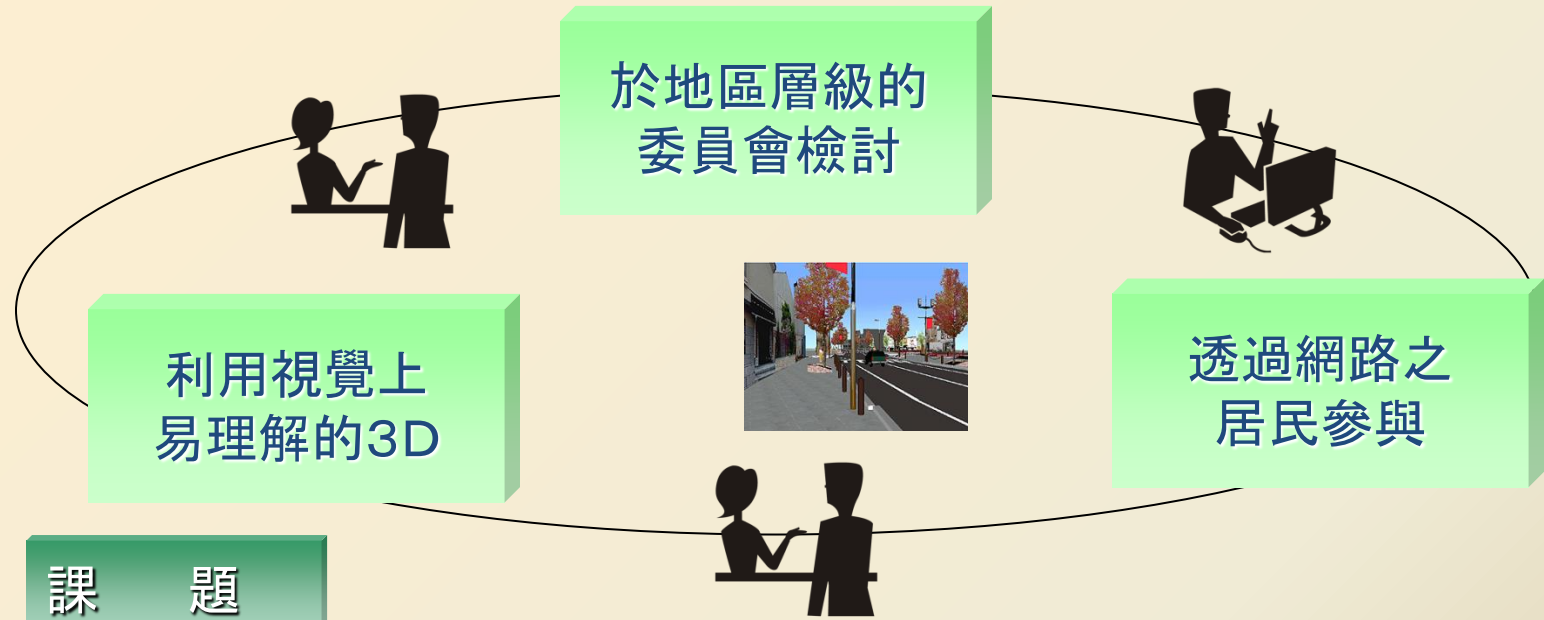 於地區層級的
委員會檢討
利用視覺上
易理解的3D
透過網路之
居民參與
課　題